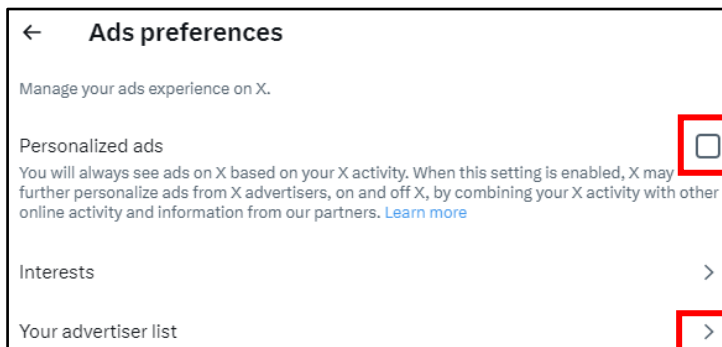 Ads preferences
Manage your ads experience on X.
Personalized ads
You will always see ads on X based on your X activity. When this setting is enabled, X may
further personalize ads from X advertisers, on and off X, by combining your X activity with other
online activity and information from our partners. Learn more
Interests
Your advertiser list